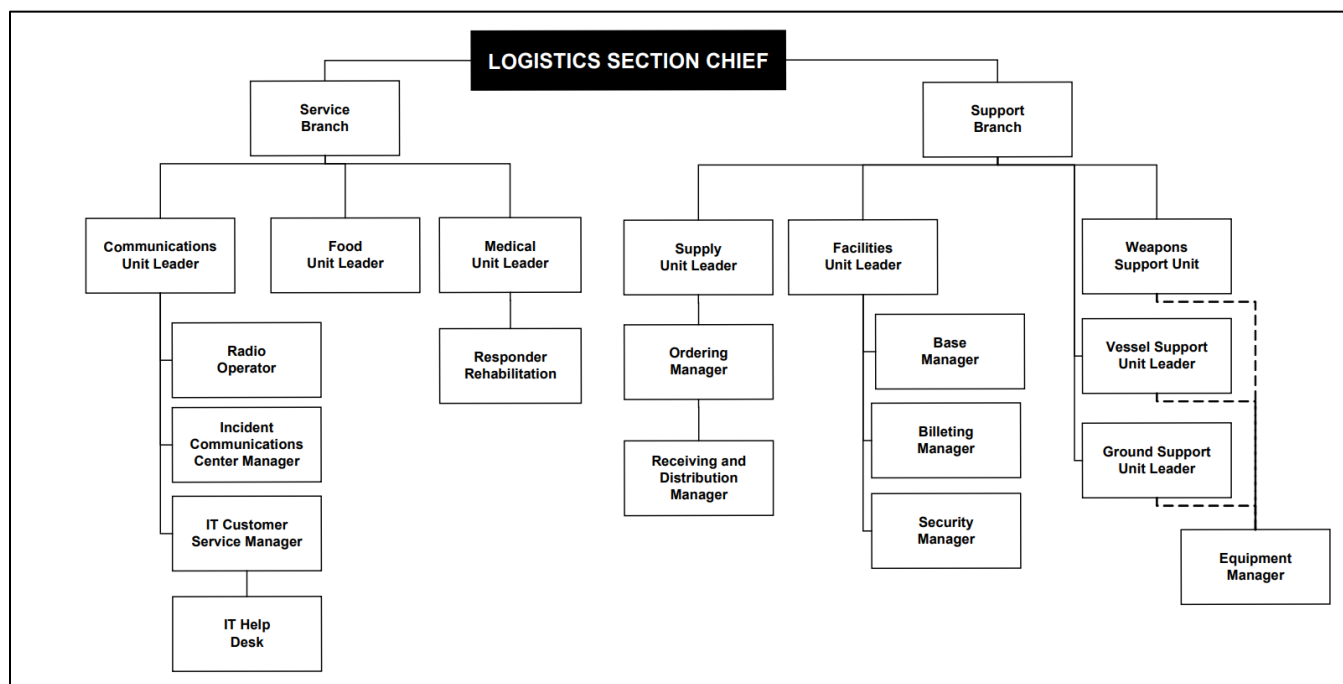 LOGISTICS SECTION CHIEF
Service
Branch
Support
Branch
Communications
Unit Leader
Food
Unit Leader
Medical
Unit Leader
Supply
Unit Leader
Facilities
Unit Leader
Weapons
Support Unit
Radio
Operator
Responder
Rehabilitation
Ordering
Manager
Base
Manager
Vessel Support
Unit Leader
Incident
Communications
Center Manager
Receiving and
Distribution
Manager
Billeting
Manager
Ground Support
Unit Leader
IT Customer
Service Manager
Security
Manager
Equipment
Manager
IT Help
Desk